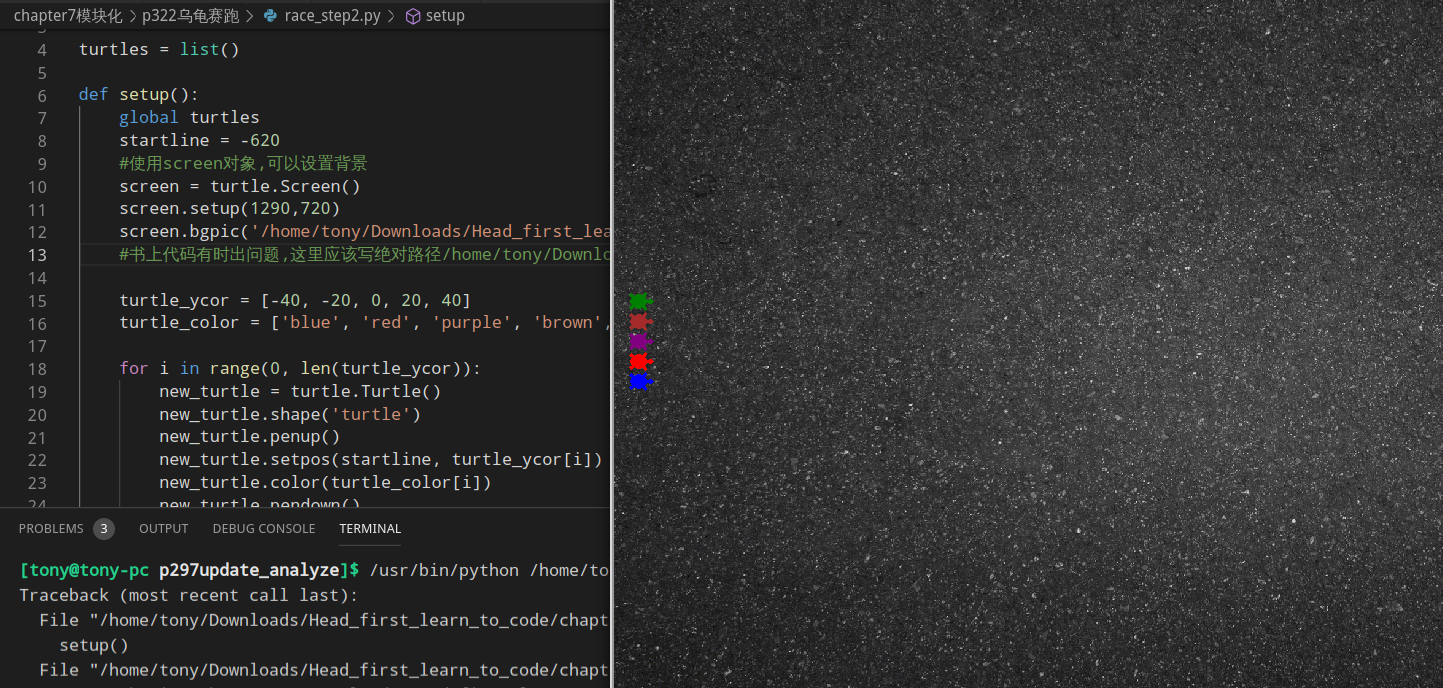 chapter7模块化 > p322乌龟赛跑 > race_step2.py > setup
4 turtles = list()
5
6 def setup():
7 global turtles
8 startline = -620
9 #使用screen对象,可以设置背景
10 screen = turtle.Screen()
11 screen.setup(1290,720)
12 screen.bgpic('/home/tony/Downloads/Head_first_lea
13 #书上代码有时出问题,这里应该写绝对路径/home/tony/Downlo
14
15 turtle_ycor = [-40, -20, 0, 20, 40]
16 turtle_color = ['blue', 'red', 'purple', 'brown',
17
18 for i in range(0, len(turtle_ycor)):
19 new_turtle = turtle.Turtle()
20 new_turtle.shape('turtle')
21 new_turtle.penup()
22 new_turtle.setpos(startline, turtle_ycor[i])
23 new_turtle.color(turtle_color[i])
24 new_turtle.pendown()
PROBLEMS 3 OUTPUT DEBUG CONSOLE TERMINAL
[tony@tony-pc p297update_analyze]$ /usr/bin/python /home/to
Traceback (most recent call last):
File "/home/tony/Downloads/Head_first_learn_to_code/chapt
setup()
File "/home/tony/Downloads/Head_first_learn_to_code/chapt